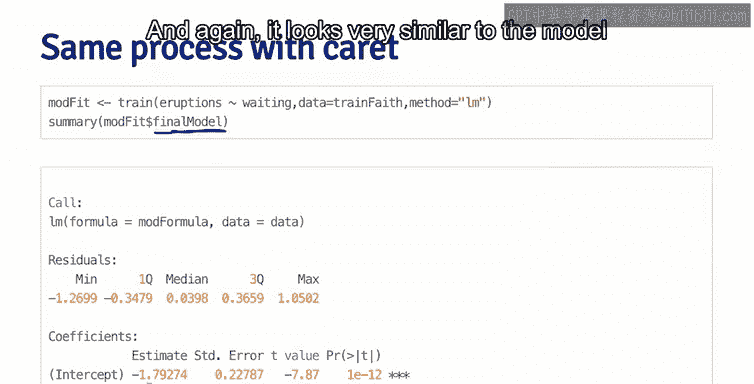 And again, it looks very similar to the model
Same process with caret
modFit <- train(eruptions ~ waiting,data=trainFaith,method="lm")
summary(modFit$finalModel)
Call:
lm(formula = modFormula, data = data)
Residuals:
Min 1Q Median 3Q Max
-1.2699 -0.3479 0.0398 0.3659 1.0502
Coefficients:
Estimate Std. Error t value Pr(>|t|)
(Intercept) -1.79274 0.22787 -7.87 1e-12 ***